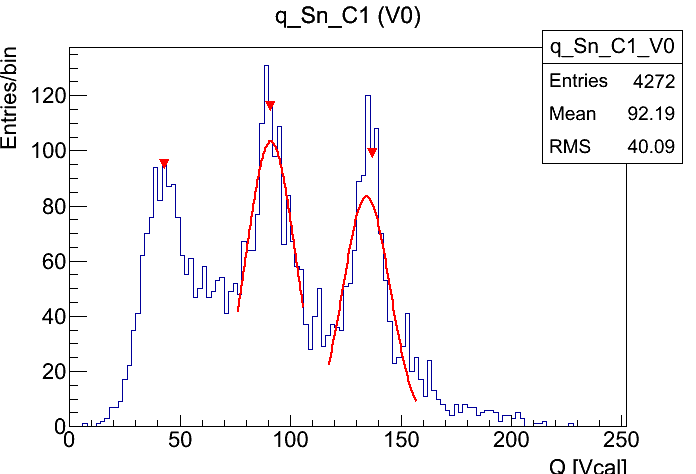 q_Sn_C1 (V0)
q_Sn_C1_V0
Entries 4272
Mean 92.19
RMS 40.09
Entries/bin
120
100
80
60
40
20
0
0 50 100 150 200 250
Q [Vcal]